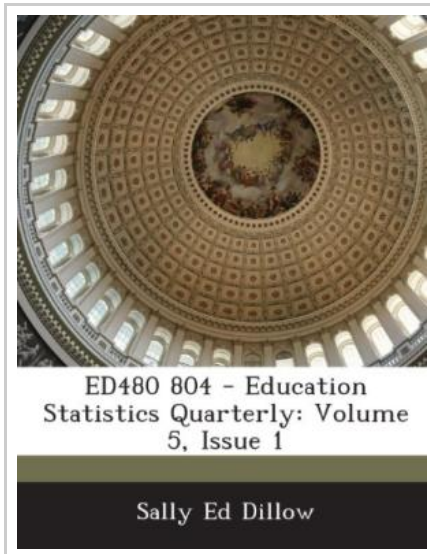 ED480 804 - Education
Statistics Quarterly: Volume
5, Issue 1
Sally Ed Dillow